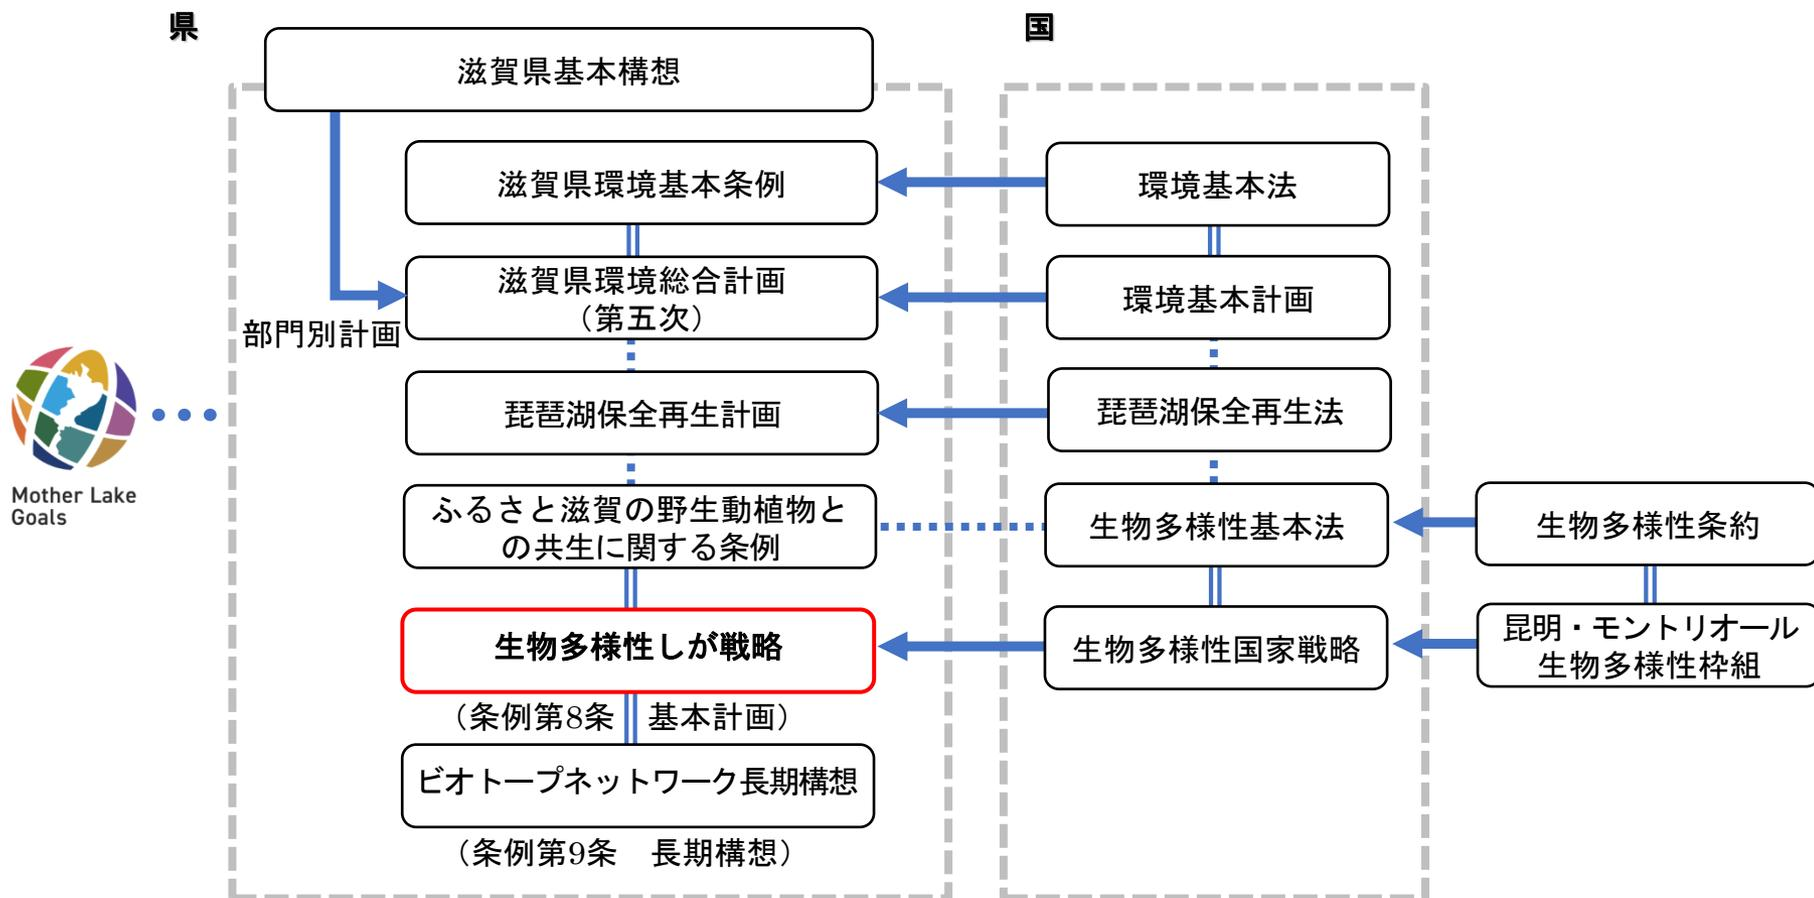 県
滋賀県基本構想
滋賀県環境基本条例
滋賀県環境総合計画
（第五次）
部門別計画
琵琶湖保全再生計画
ふるさと滋賀の野生動植物と
の共生に関する条例
生物多様性しが戦略
（条例第8条　基本計画）
ビオトープネットワーク長期構想
（条例第9条　長期構想）
Mother Lake
Goals
国
環境基本法
環境基本計画
琵琶湖保全再生法
生物多様性基本法
生物多様性国家戦略
生物多様性条約
昆明・モントリオール
生物多様性枠組